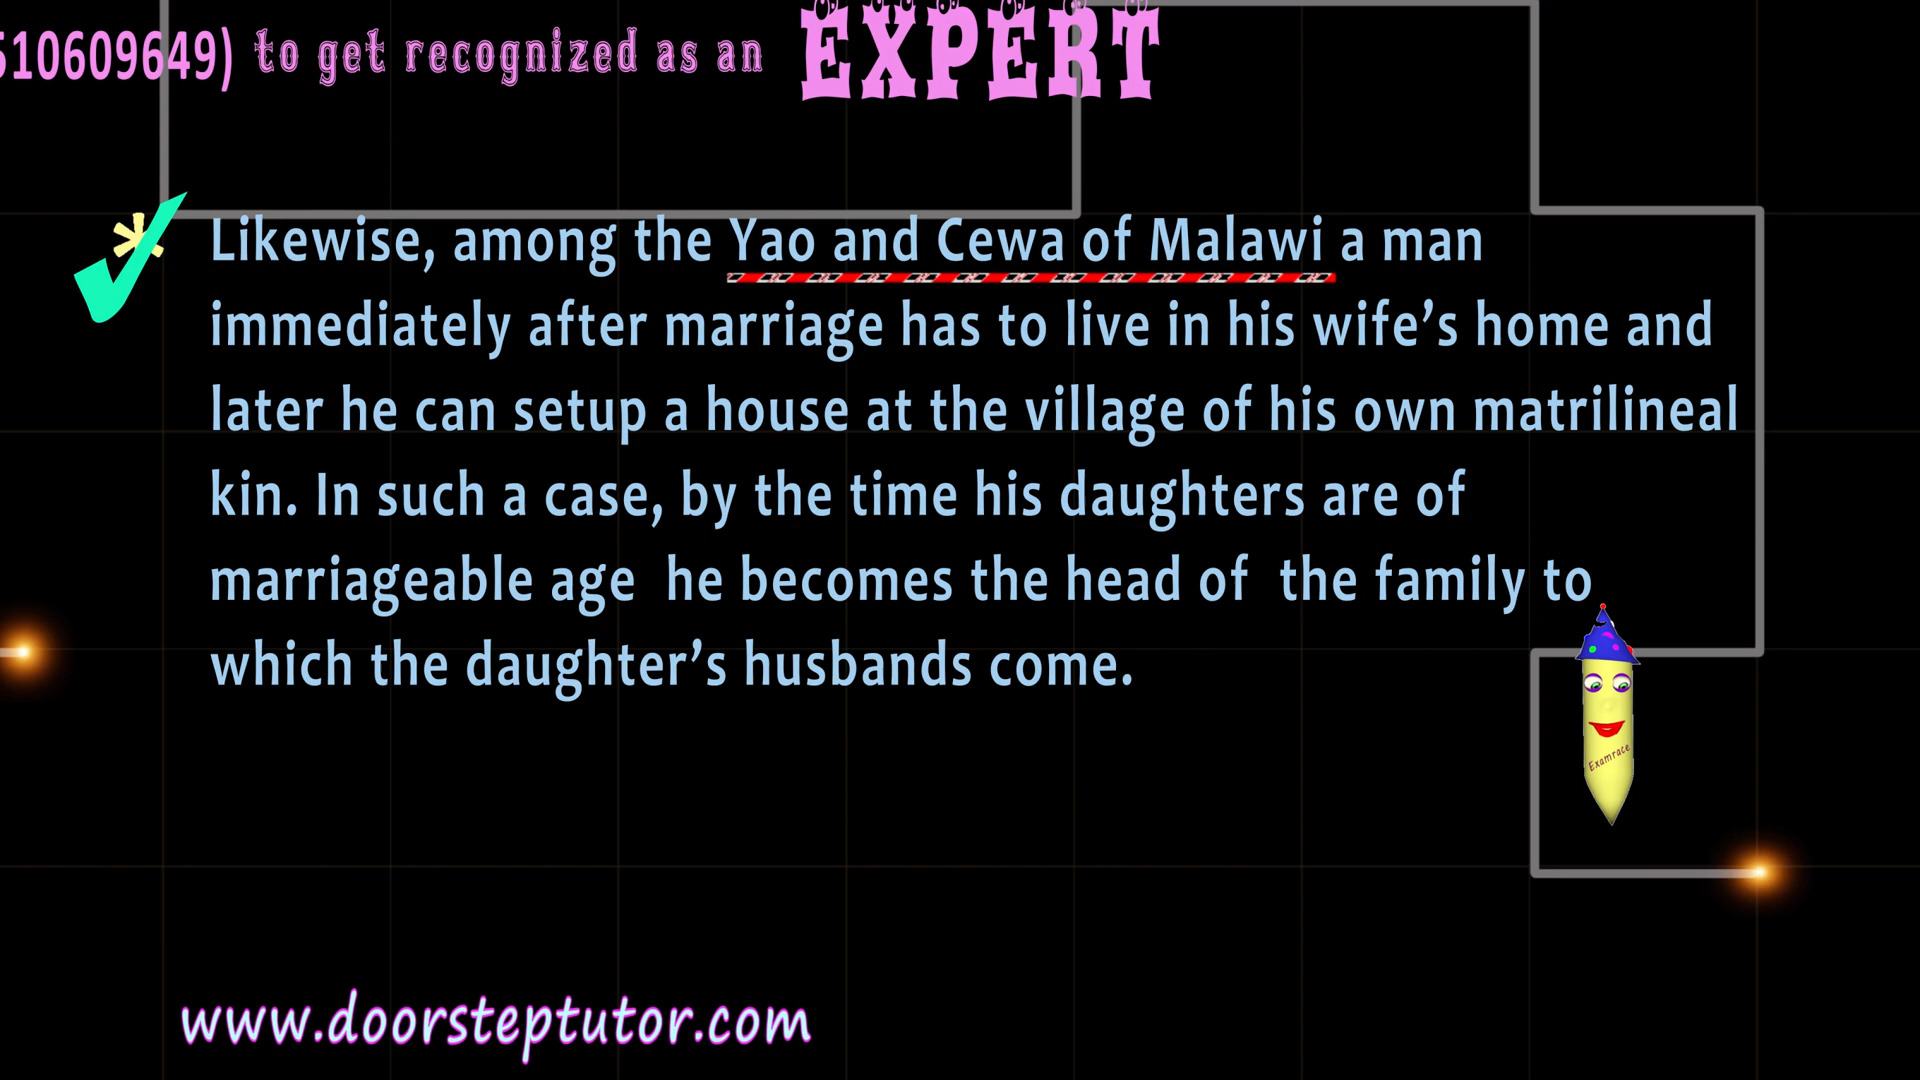 510609649) to get recognized as an EXPERT
* Likewise, among the Yao and Cewa of Malawi a man
immediately after marriage has to live in his wife’s home and
later he can setup a house at the village of his own matrilineal
kin. In such a case, by the time his daughters are of
marriageable age he becomes the head of the family to
which the daughter’s husbands come.
Examrace
www.doorsteptutor.com